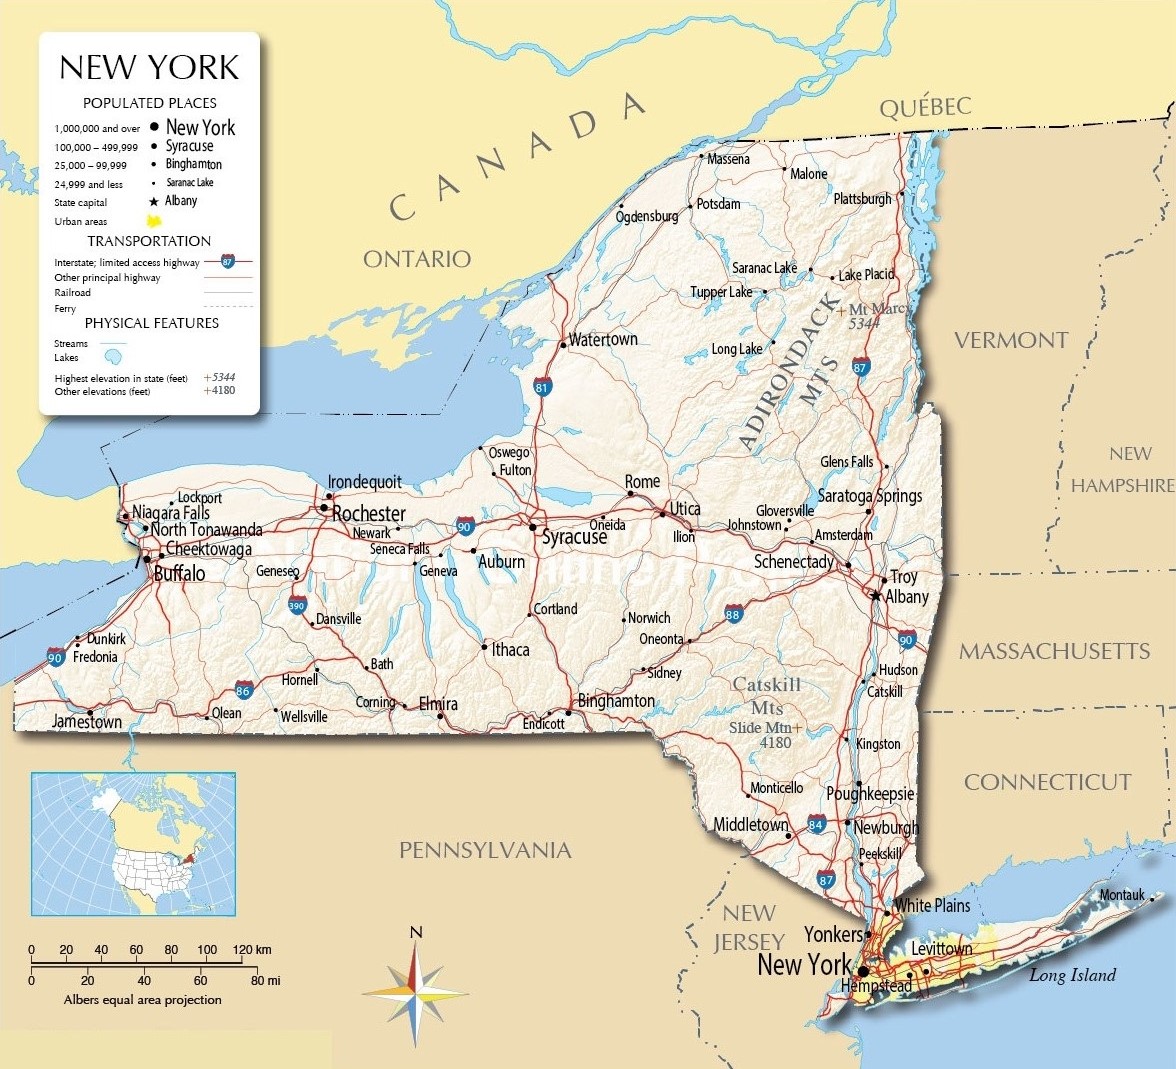 NEW YORK
POPULATED PLACES
1,000,000 and over New York
100,000 – 499,999 Syracuse
25,000 – 99,999 Binghamton
24,999 and less Saranac Lake
State capital Albany
Urban areas
TRANSPORTATION
Interstate; limited access highway 87
Other principal highway
Railroad
Ferry
PHYSICAL FEATURES
Streams
Lakes
Highest elevation in state (feet) +5344
Other elevations (feet) +4180
CANADA
QUÉBEC
ONTARIO
Massena
Malone
Plattsburgh
Ogdensburg
Potsdam
Saranac Lake
Lake Placid
Tupper Lake
+Mt Marcy
5344
Watertown
Long Lake
ADIRONDACK
MTS
81
87
VERMONT
NEW
HAMPSHIRE
Oswego
Fulton
Glens Falls
Irondequoit
Rome
Saratoga Springs
Lockport
Niagara Falls
Rochester
Utica
Gloversville
Johnstown
North Tonawanda
Newark
90
Oneida
Syracuse
Ilion
Amsterdam
Cheektowaga
Seneca Falls
Auburn
Schenectady
Buffalo
Geneseo
Geneva
Troy
Albany
390
Dansville
Cortland
Norwich
88
Dunkirk
Fredonia
90
Ithaca
Oneonta
90
MASSACHUSETTS
Bath
Hornell
Sidney
Hudson
Catskill
86
Catskill
Mts
Slide Mtn+
4180
Jamestown
Olean
Wellsville
Corning
Elmira
Endicott
Binghamton
Kingston
CONNECTICUT
Monticello
Poughkeepsie
Middletown
84
Newburgh
PENNSYLVANIA
Peekskill
87
White Plains
Montauk
NEW
JERSEY
Yonkers
Levittown
New York
Hempstead
Long Island
N
0 20 40 60 80 100 120 km
0 20 40 60 80 mi
Albers equal area projection